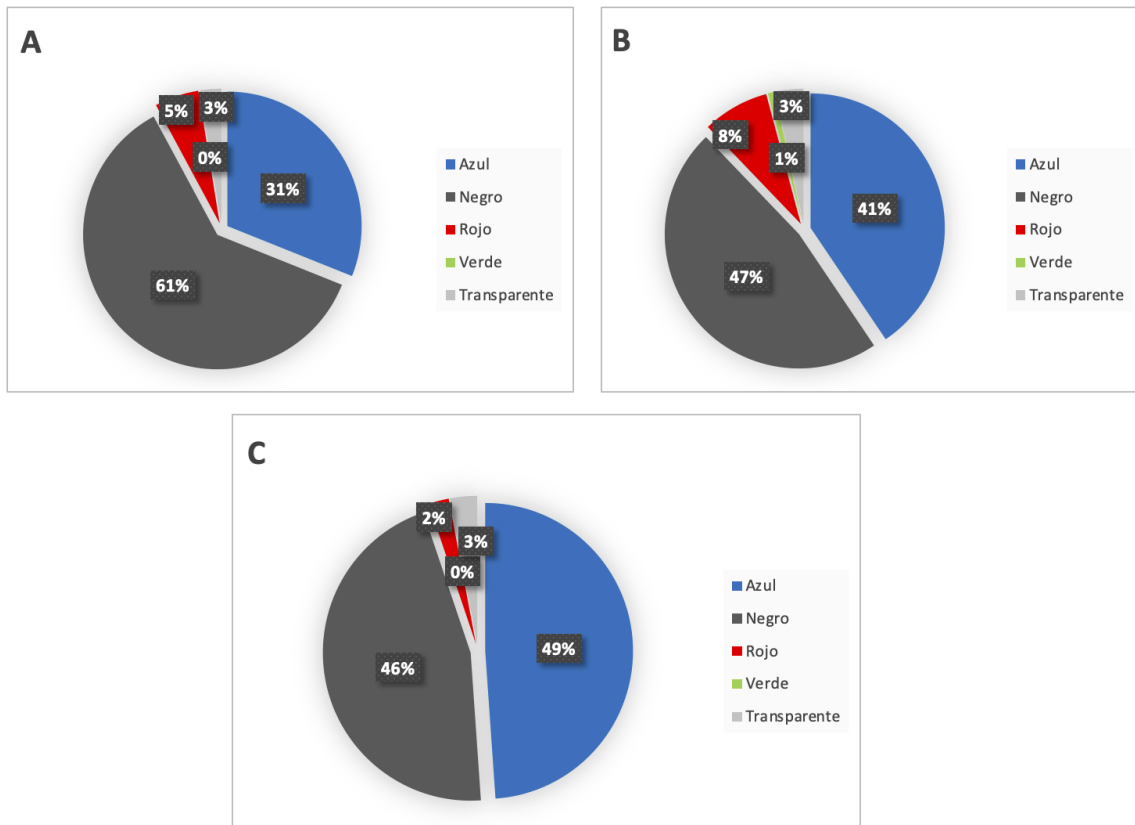 A
5%
3%
0%
31%
61%
Azul
Negro
Rojo
Verde
Transparente
B
3%
8%
1%
41%
47%
Azul
Negro
Rojo
Verde
Transparente
C
2%
3%
0%
49%
46%
Azul
Negro
Rojo
Verde
Transparente